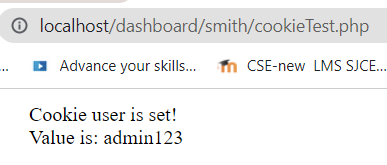 localhost/dashboard/smith/cookieTest.php
... Advance your skills... CSE-new LMS SJCE...
Cookie user is set!
Value is: admin123